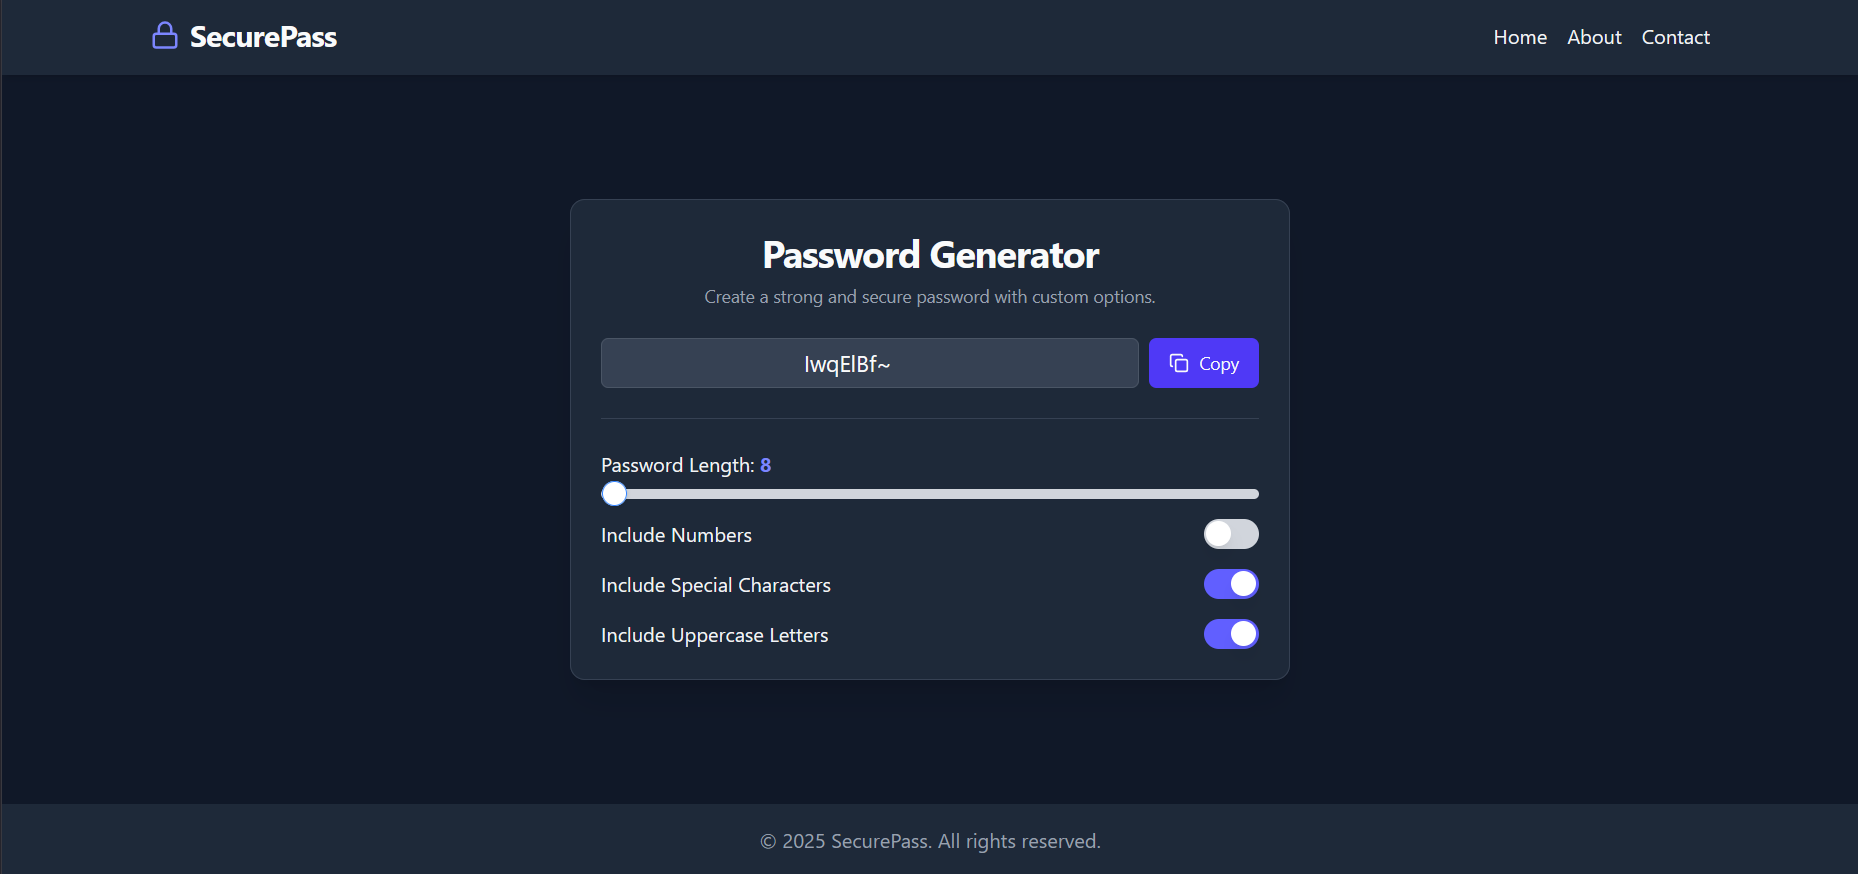 SecurePass
Home About Contact
Password Generator
Create a strong and secure password with custom options.
IwqElBf~
Copy
Password Length: 8
Include Numbers
Include Special Characters
Include Uppercase Letters
© 2025 SecurePass. All rights reserved.